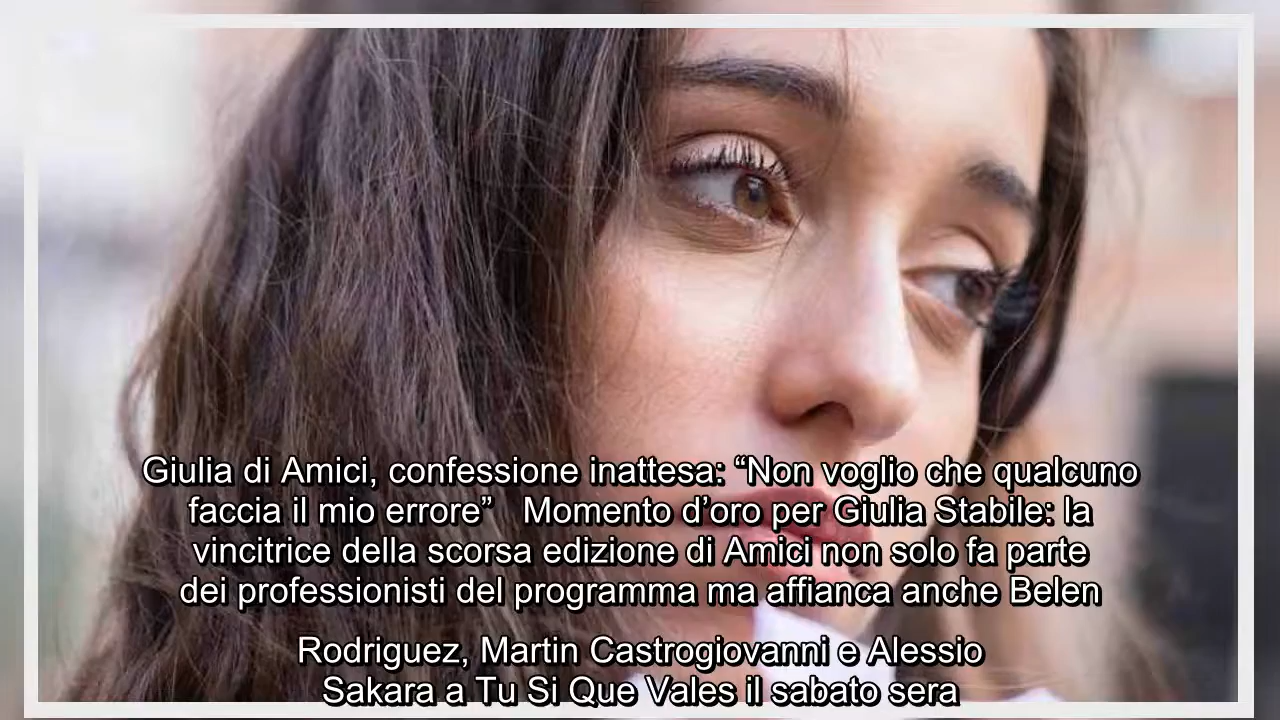 Giulia di Amici, confessione inattesa: “Non voglio che qualcuno
faccia il mio errore”   Momento d’oro per Giulia Stabile: la
vincitrice della scorsa edizione di Amici non solo fa parte
dei professionisti del programma ma affianca anche Belen
Rodriguez, Martin Castrogiovanni e Alessio
Sakara a Tu Si Que Vales il sabato sera